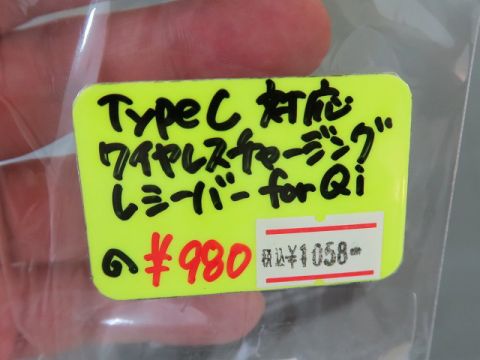 Type C 対応
ワイヤレスチャージング
レシーバー for Qi
の ¥980 税込¥1058-